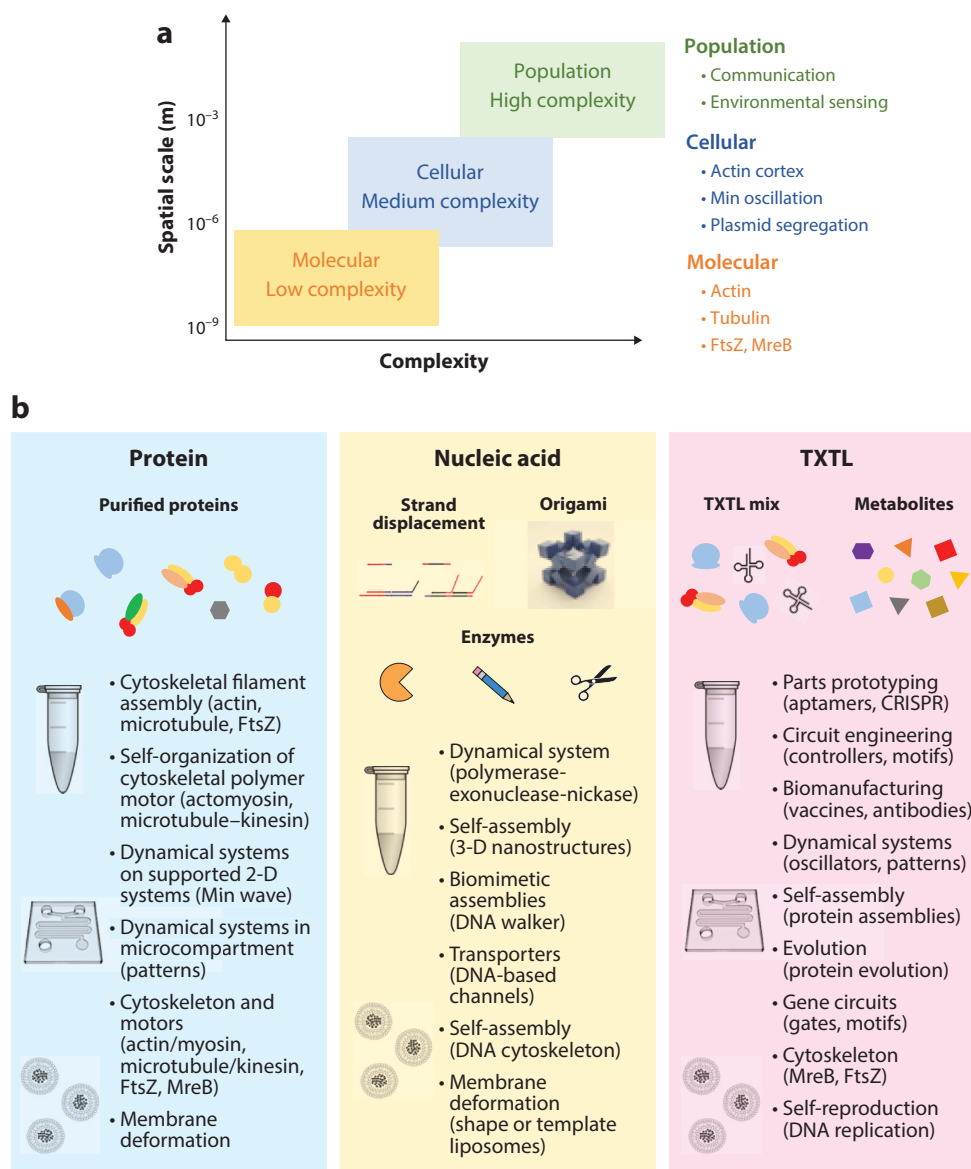 a
Spatial scale (m)
10⁻³
10⁻⁶
10⁻⁹
Population
High complexity
Cellular
Medium complexity
Molecular
Low complexity
Complexity
Population
• Communication
• Environmental sensing
Cellular
• Actin cortex
• Min oscillation
• Plasmid segregation
Molecular
• Actin
• Tubulin
• FtsZ, MreB
b
Protein
Purified proteins
• Cytoskeletal filament
assembly (actin,
microtubule, FtsZ)
• Self-organization of
cytoskeletal polymer
motor (actomyosin,
microtubule–kinesin)
• Dynamical systems
on supported 2-D
systems (Min wave)
• Dynamical systems in
microcompartment
(patterns)
• Cytoskeleton and
motors
(actin/myosin,
microtubule/kinesin,
FtsZ, MreB)
• Membrane
deformation
Nucleic acid
Strand
displacement
Origami
Enzymes
• Dynamical system
(polymerase-
exonuclease-nickase)
• Self-assembly
(3-D nanostructures)
• Biomimetic
assemblies
(DNA walker)
• Transporters
(DNA-based
channels)
• Self-assembly
(DNA cytoskeleton)
• Membrane
deformation
(shape or template
liposomes)
TXTL
TXTL mix
Metabolites
• Parts prototyping
(aptamers, CRISPR)
• Circuit engineering
(controllers, motifs)
• Biomanufacturing
(vaccines, antibodies)
• Dynamical systems
(oscillators, patterns)
• Self-assembly
(protein assemblies)
• Evolution
(protein evolution)
• Gene circuits
(gates, motifs)
• Cytoskeleton
(MreB, FtsZ)
• Self-reproduction
(DNA replication)